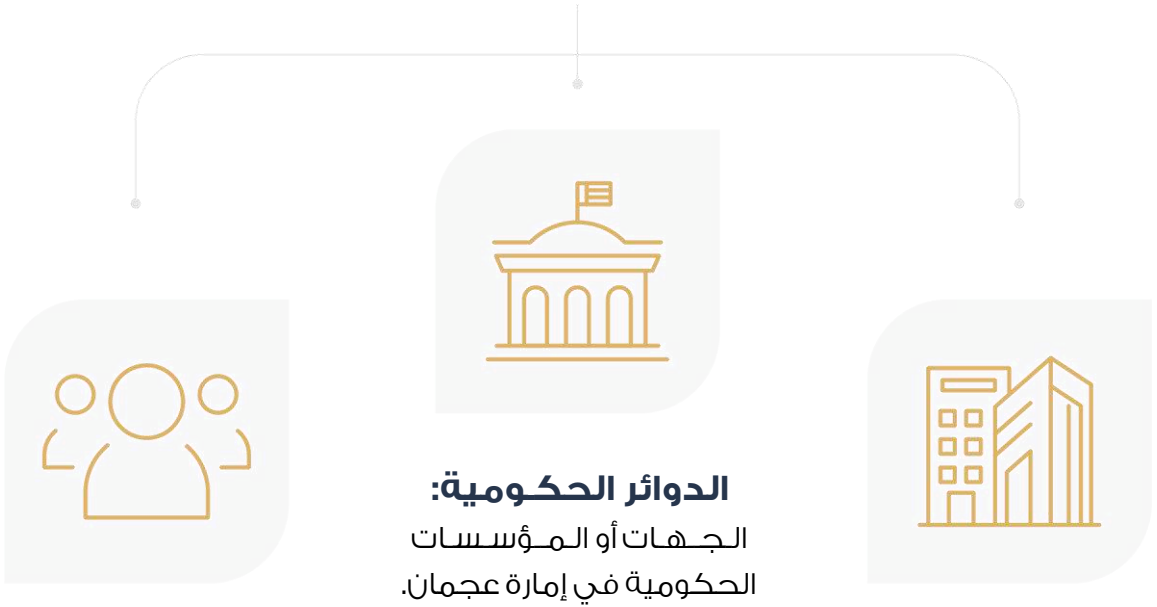 الدوائر الحكومية:
الجهات أو المؤسسات
الحكومية في إمارة عجمان.